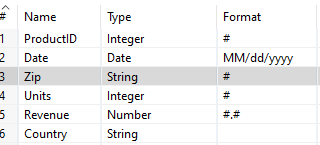 # Name Type Format
1 ProductID Integer #
2 Date Date MM/dd/yyyy
3 Zip String #
4 Units Integer #
5 Revenue Number #.#
6 Country String